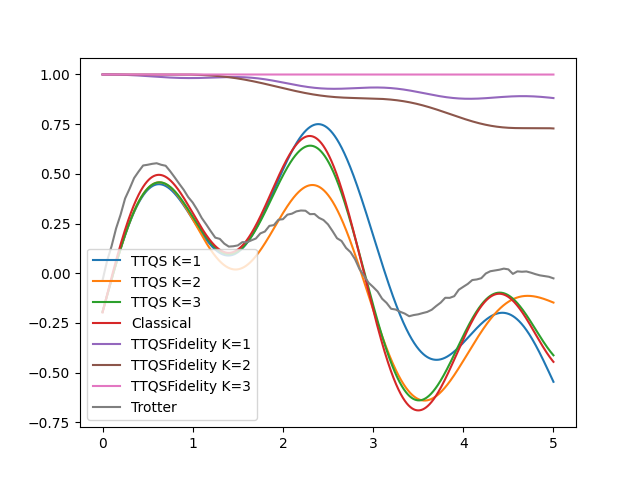 1.00
0.75
0.50
0.25
0.00
−0.25
−0.50
−0.75
TTQS K=1
TTQS K=2
TTQS K=3
Classical
TTQSFidelity K=1
TTQSFidelity K=2
TTQSFidelity K=3
Trotter
0 1 2 3 4 5